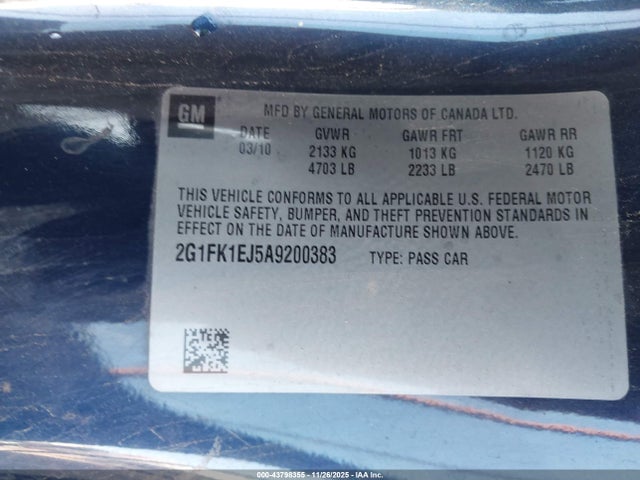 GM MFD BY GENERAL MOTORS OF CANADA LTD.
DATE GVWR GAWR FRT GAWR RR
03/10 2133 KG 1013 KG 1120 KG
4703 LB 2233 LB 2470 LB
THIS VEHICLE CONFORMS TO ALL APPLICABLE U.S. FEDERAL MOTOR
VEHICLE SAFETY, BUMPER, AND THEFT PREVENTION STANDARDS IN
EFFECT ON THE DATE OF MANUFACTURE SHOWN ABOVE.
2G1FK1EJ5A9200383 TYPE: PASS CAR
000-43798355 - 11/26/2025 - IAA Inc.